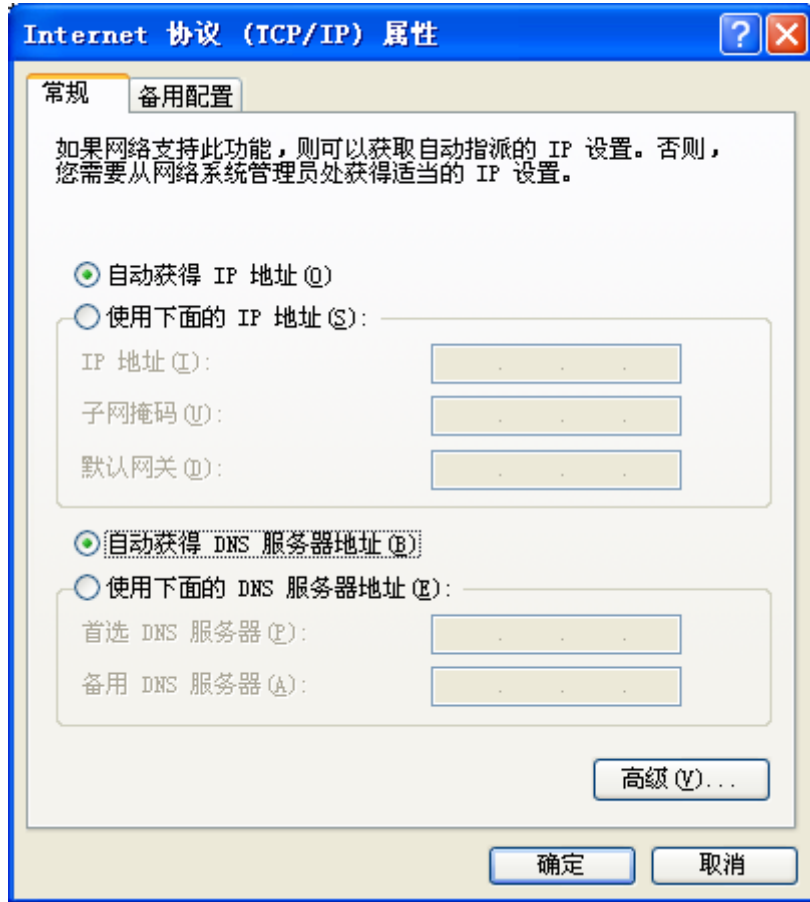 Internet 协议 (TCP/IP) 属性
常规
备用配置
如果网络支持此功能，则可以获取自动指派的 IP 设置。否则，
您需要从网络系统管理员处获得适当的 IP 设置。
自动获得 IP 地址(O)
使用下面的 IP 地址(S):
IP 地址(I):
子网掩码(U):
默认网关(D):
自动获得 DNS 服务器地址(B)
使用下面的 DNS 服务器地址(E):
首选 DNS 服务器(P):
备用 DNS 服务器(A):
高级(V)...
确定
取消